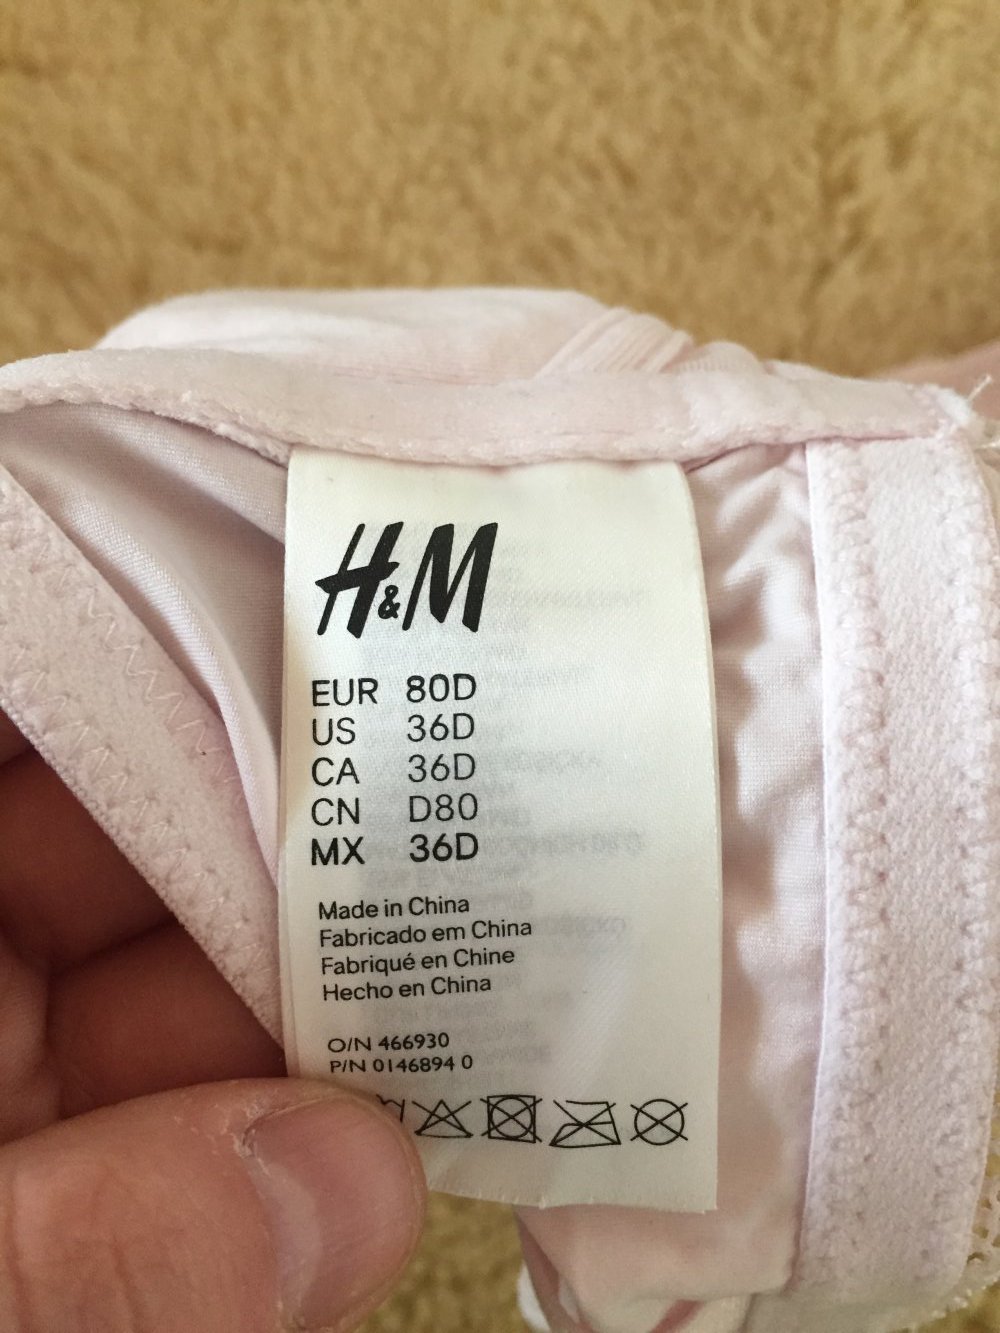 H&M
EUR 80D
US 36D
CA 36D
CN D80
MX 36D
Made in China
Fabricado em China
Fabriqué en Chine
Hecho en China
O/N 466930
P/N 0146894 0